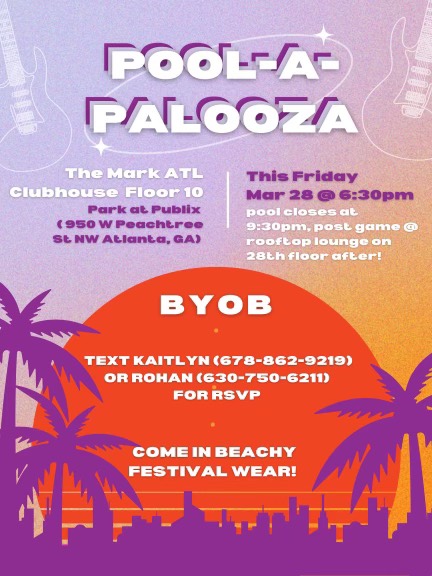 POOL-A-
PALOOZA
The Mark ATL
Clubhouse Floor 10
Park at Publix
(950 W Peachtree
St NW Atlanta, GA)
This Friday
Mar 28 @ 6:30pm
pool closes at
9:30pm, post game @
rooftop lounge on
28th floor after!
BYOB
TEXT KAITLYN (678-862-9219)
OR ROHAN (630-750-6211)
FOR RSVP
COME IN BEACHY
FESTIVAL WEAR!